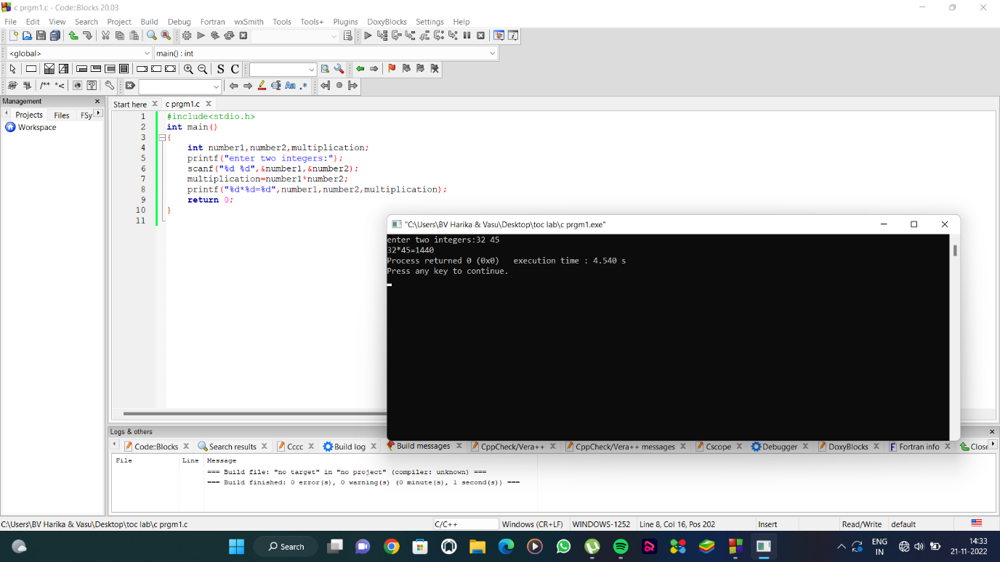 c prgm1.c - Code::Blocks 20.03
File Edit View Search Project Build Debug Fortran wxSmith Tools Tools+ Plugins DoxyBlocks Settings Help
<global> main() : int
S C
/** *< Aa .*
Management
Start here c prgm1.c
Projects Files FSy
Workspace
1 #include<stdio.h>
2 int main()
3 {
4 int number1,number2,multiplication;
5 printf("enter two integers:");
6 scanf("%d %d",&number1,&number2);
7 multiplication=number1*number2;
8 printf("%d*%d=%d",number1,number2,multiplication);
9 return 0;
10 }
11
"C:\Users\BV Harika & Vasu\Desktop\toc lab\c prgm1.exe"
enter two integers:32 45
32*45=1440
Process returned 0 (0x0) execution time : 4.540 s
Press any key to continue.
Logs & others
Code::Blocks Search results Cccc Build log Build messages CppCheck/Vera++ CppCheck/Vera++ messages Cscope Debugger DoxyBlocks Fortran info Close
File Line Message
=== Build file: "no target" in "no project" (compiler: unknown) ===
=== Build finished: 0 error(s), 0 warning(s) (0 minute(s), 1 second(s)) ===
C:\Users\BV Harika & Vasu\Desktop\toc lab\c prgm1.c C/C++ Windows (CR+LF) WINDOWS-1252 Line 8, Col 16, Pos 202 Insert Read/Write default
Search
ENG
IN
14:33
21-11-2022